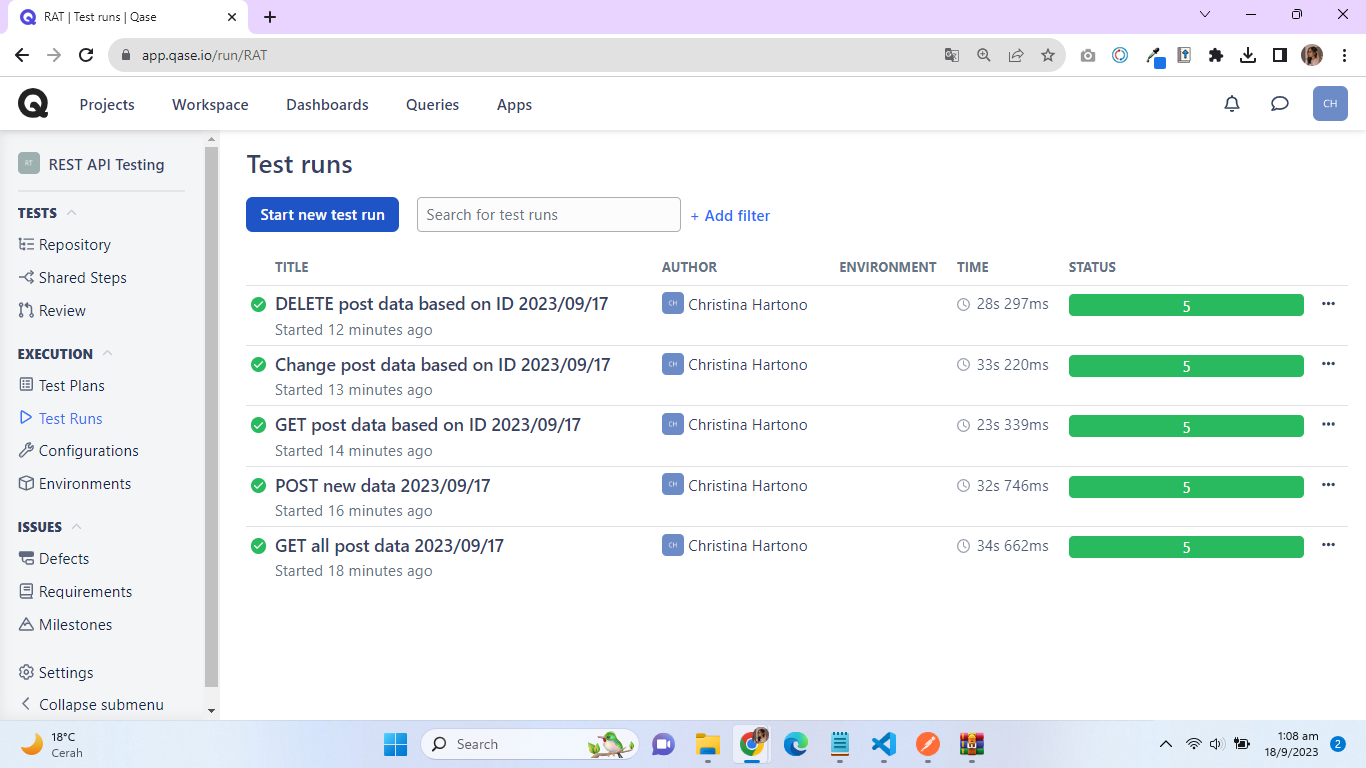 RAT | Test runs | Qase
app.qase.io/run/RAT
Projects Workspace Dashboards Queries Apps CH
RT REST API Testing
TESTS
Repository
Shared Steps
Review
EXECUTION
Test Plans
Test Runs
Configurations
Environments
ISSUES
Defects
Requirements
Milestones
Settings
Collapse submenu
Test runs
Start new test run Search for test runs + Add filter
TITLE AUTHOR ENVIRONMENT TIME STATUS
DELETE post data based on ID 2023/09/17 CH Christina Hartono 28s 297ms 5
Started 12 minutes ago
Change post data based on ID 2023/09/17 CH Christina Hartono 33s 220ms 5
Started 13 minutes ago
GET post data based on ID 2023/09/17 CH Christina Hartono 23s 339ms 5
Started 14 minutes ago
POST new data 2023/09/17 CH Christina Hartono 32s 746ms 5
Started 16 minutes ago
GET all post data 2023/09/17 CH Christina Hartono 34s 662ms 5
Started 18 minutes ago
18°C
Cerah
Search
1:08 am
18/9/2023
2